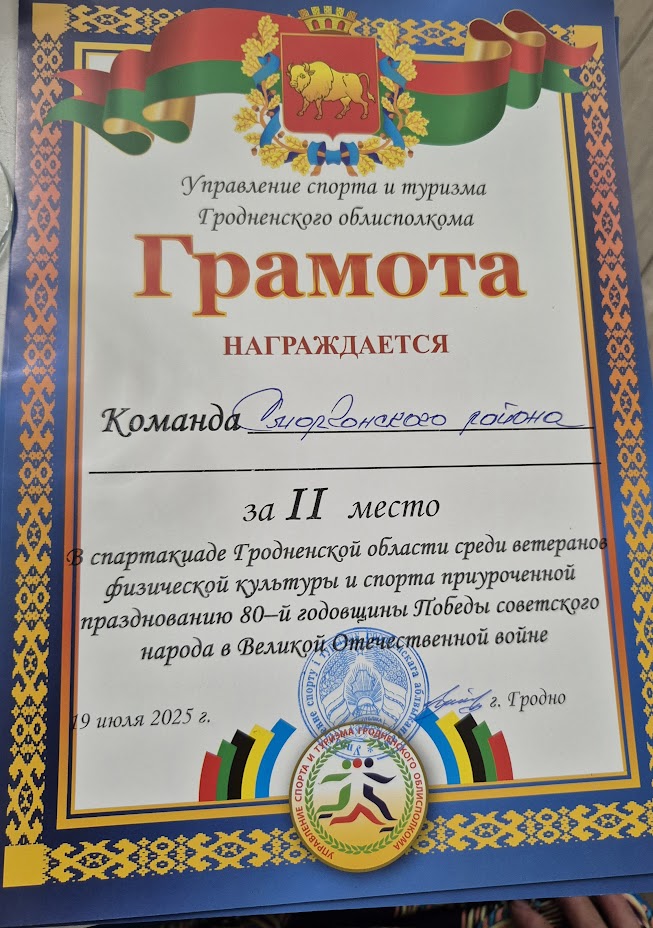 Управление спорта и туризма
Гродненского облисполкома
Грамота
НАГРАЖДАЕТСЯ
Команда Сморгонского района
за II место
В спартакиаде Гродненской области среди ветеранов
физической культуры и спорта приуроченной
празднованию 80–й годовщины Победы советского
народа в Великой Отечественной войне
19 июля 2025 г.
г. Гродно
УПРАВЛЕНИЕ СПОРТА И ТУРИЗМА ГРОДНЕНСКОГО ОБЛИСПОЛКОМА